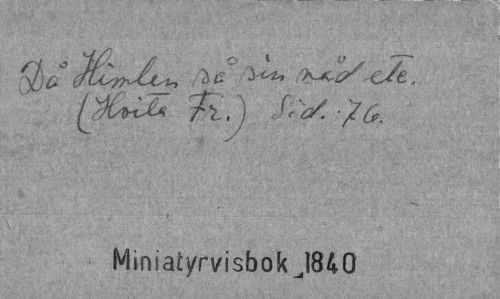 Då Himlen så sin nåd etc.
(Hvita Fr.) Sid. 76.
Miniatyrvisbok 1840